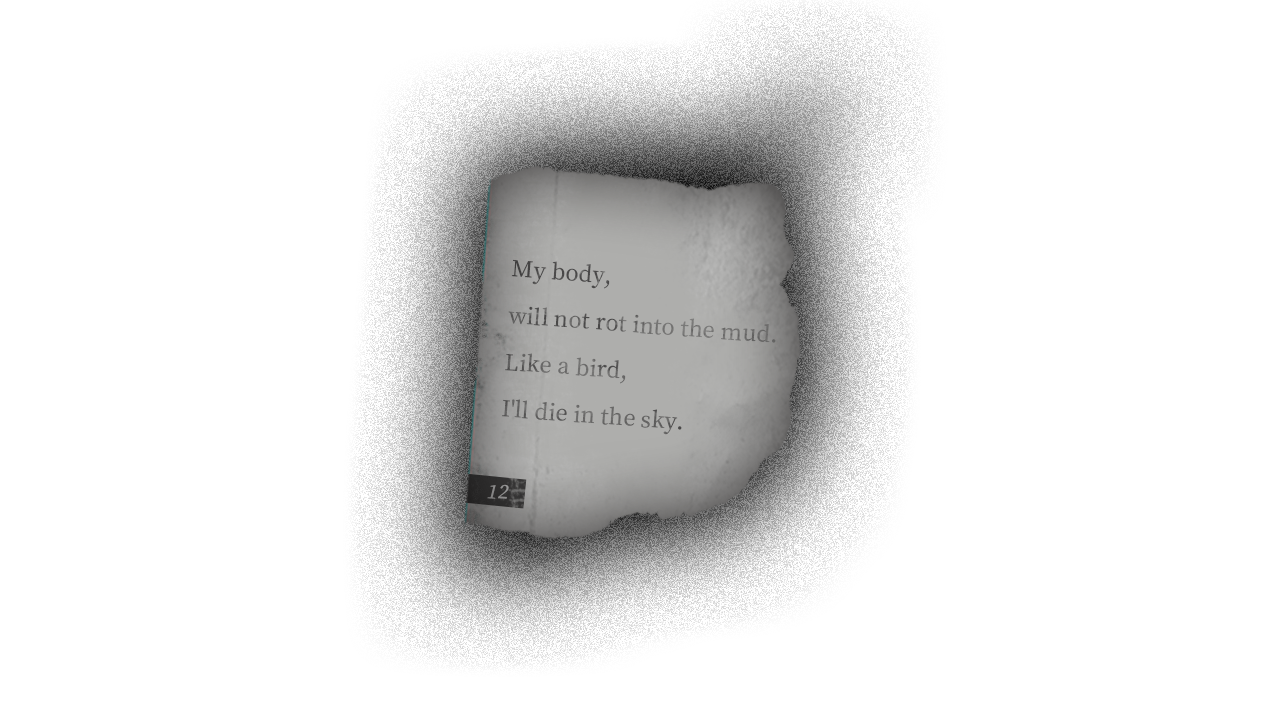 My body,
will not rot into the mud.
Like a bird,
I'll die in the sky.
12